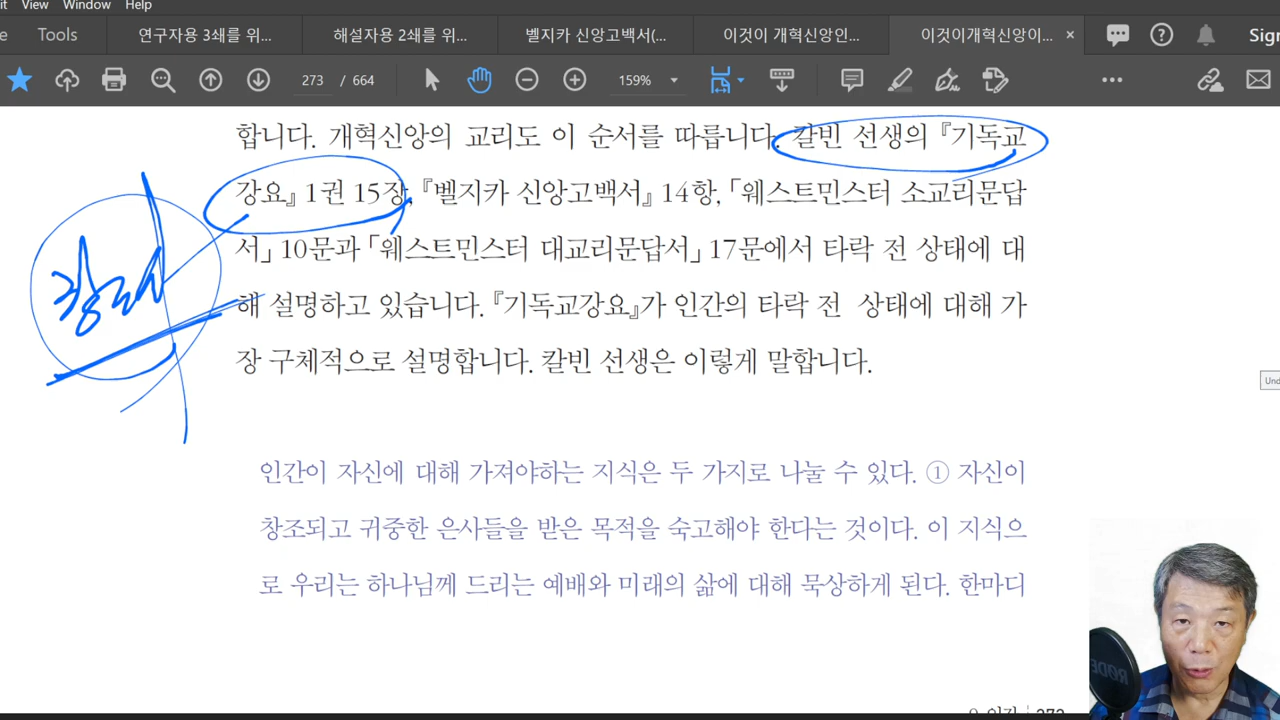 it View Window Help
e Tools 연구자용 3쇄를 위... 해설자용 2쇄를 위... 벨지카 신앙고백서(... 이것이 개혁신앙인... 이것이개혁신앙이... × Sign
273 / 664 159%
합니다. 개혁신앙의 교리도 이 순서를 따릅니다. 칼빈 선생의 『기독교
강요』 1권 15장, 『벨지카 신앙고백서』 14항, 「웨스트민스터 소교리문답
서」 10문과 「웨스트민스터 대교리문답서」 17문에서 타락 전 상태에 대
해 설명하고 있습니다. 『기독교강요』가 인간의 타락 전 상태에 대해 가
장 구체적으로 설명합니다. 칼빈 선생은 이렇게 말합니다.
Und
인간이 자신에 대해 가져야하는 지식은 두 가지로 나눌 수 있다. ① 자신이
창조되고 귀중한 은사들을 받은 목적을 숙고해야 한다는 것이다. 이 지식으
로 우리는 하나님께 드리는 예배와 미래의 삶에 대해 묵상하게 된다. 한마디
RODE
273